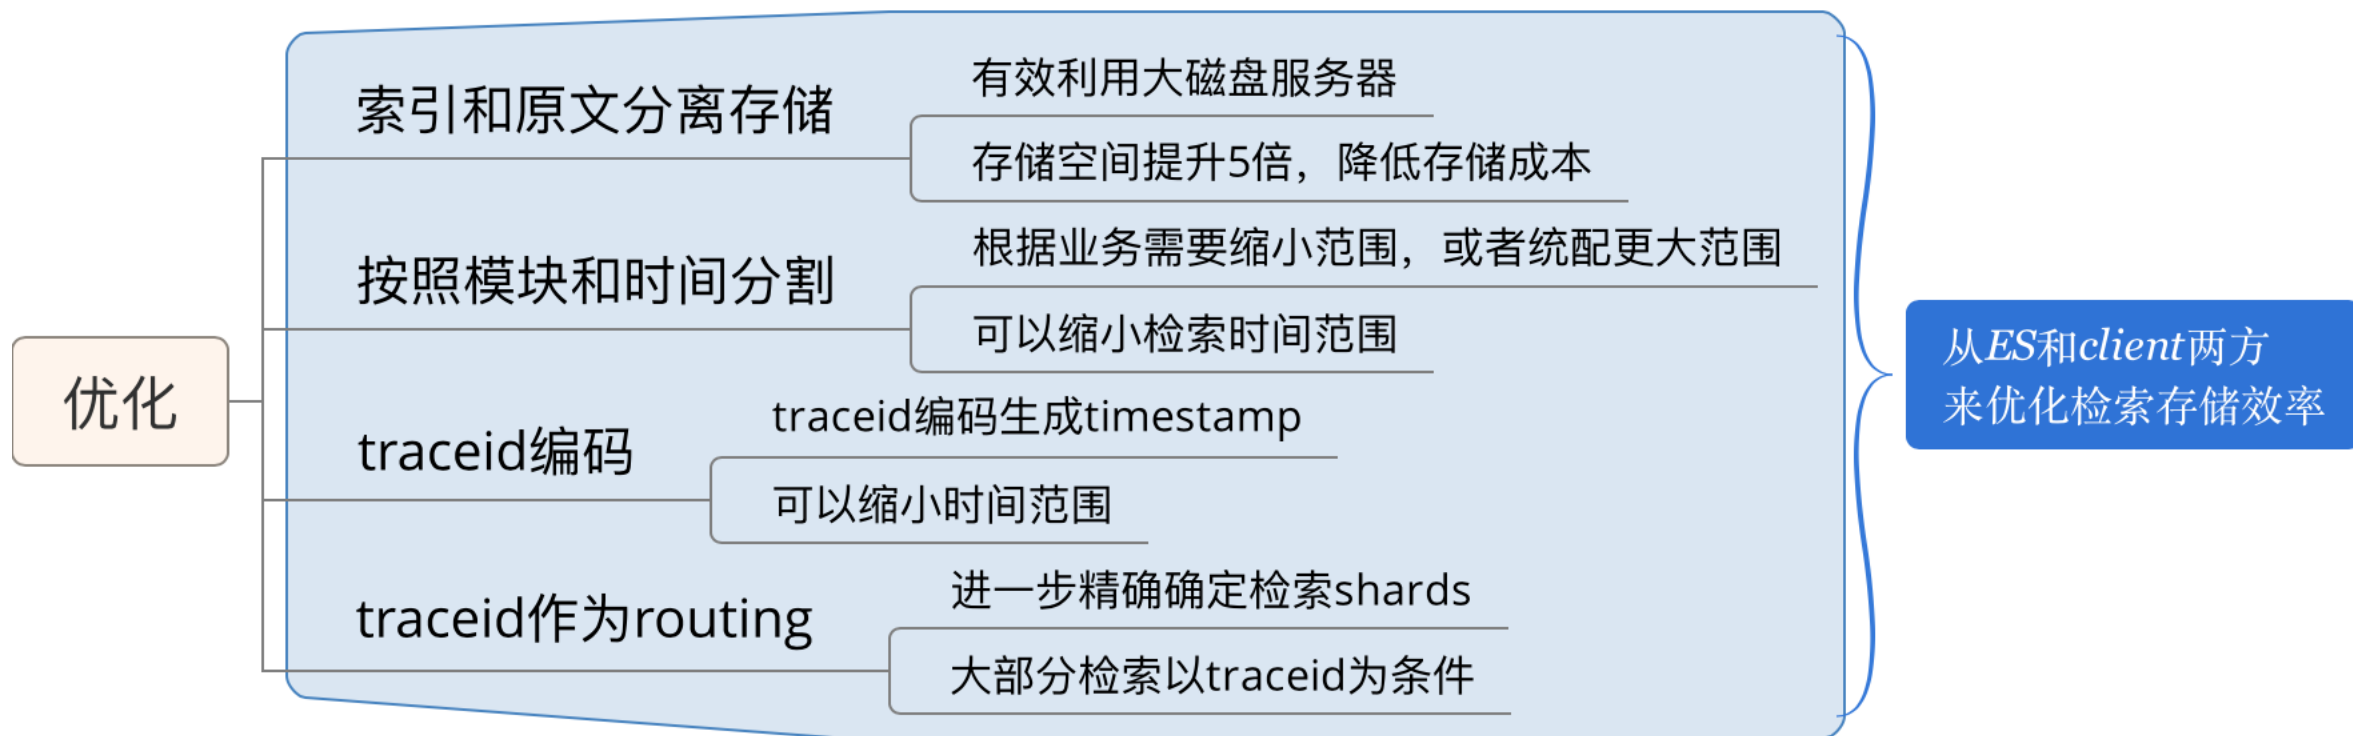 优化
索引和原文分离存储
有效利用大磁盘服务器
存储空间提升5倍，降低存储成本
按照模块和时间分割
根据业务需要缩小范围，或者统配更大范围
可以缩小检索时间范围
traceid编码
traceid编码生成timestamp
可以缩小时间范围
traceid作为routing
进一步精确确定检索shards
大部分检索以traceid为条件
从ES和client两方
来优化检索存储效率